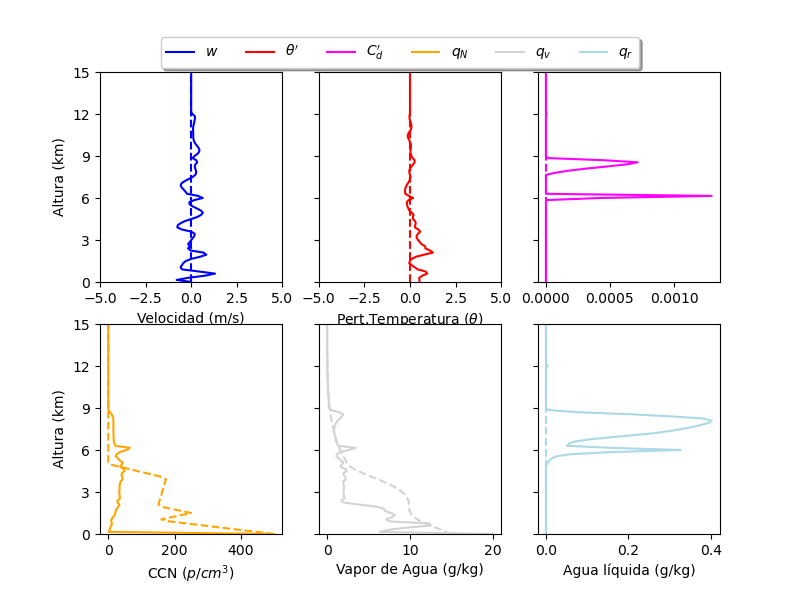 w θ′ C′d qN qv qr
15
12
9
6
3
0
Altura (km)
−5.0 −2.5 0.0 2.5 5.0
Velocidad (m/s)
−5.0 −2.5 0.0 2.5 5.0
Pert.Temperatura (θ)
0.0000 0.0005 0.0010
15
12
9
6
3
0
Altura (km)
0 200 400
CCN (p/cm³)
0 10 20
Vapor de Agua (g/kg)
0.0 0.2 0.4
Agua líquida (g/kg)